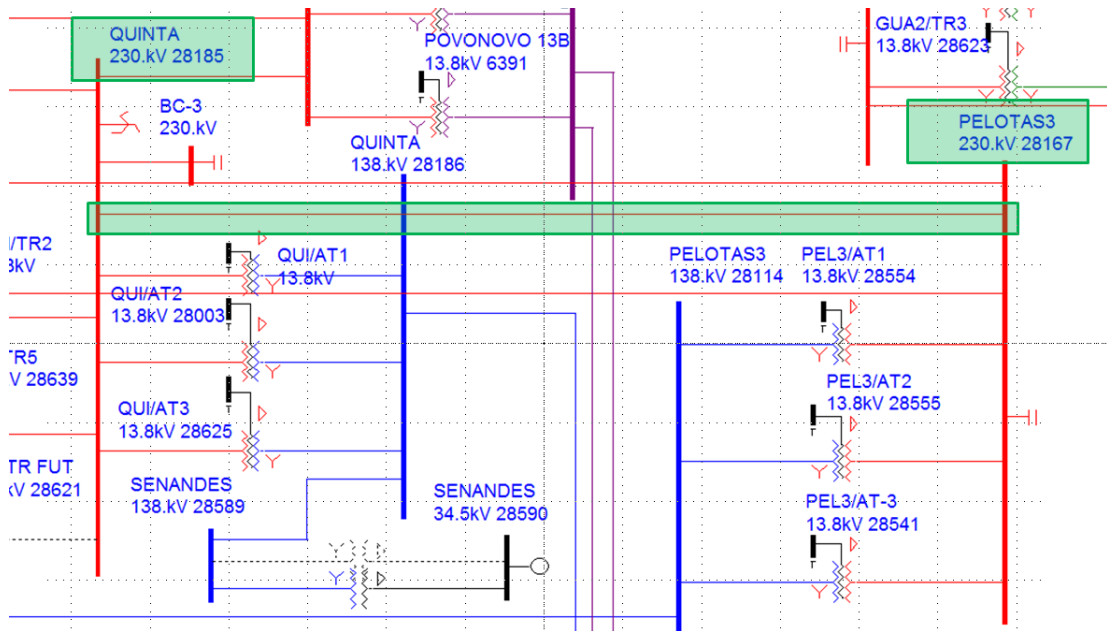 QUINTA
230.kV 28185
POVONOVO 13B
13.8kV 6391
GUA2/TR3
13.8kV 28623
BC-3
230.kV
QUINTA
138.kV 28186
PELOTAS3
230.kV 28167
/TR2
8kV
QUI/AT1
13.8kV
PELOTAS3
138.kV 28114
PEL3/AT1
13.8kV 28554
QUI/AT2
13.8kV 28003
TR5
V 28639
PEL3/AT2
13.8kV 28555
QUI/AT3
13.8kV 28625
TR FUT
kV 28621
SENANDES
138.kV 28589
SENANDES
34.5kV 28590
PEL3/AT-3
13.8kV 28541